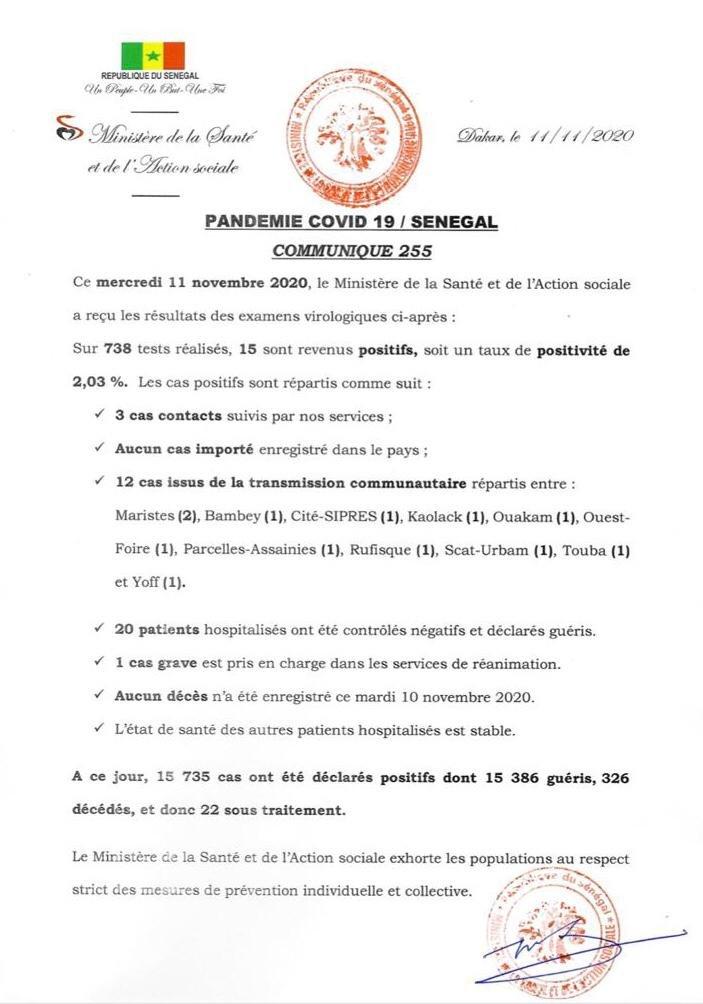 REPUBLIQUE DU SENEGAL
Un Peuple-Un But-Une Foi
Ministère de la Santé
et de l'Action sociale
Dakar, le 11/11/2020
PANDEMIE COVID 19 / SENEGAL
COMMUNIQUE 255
Ce mercredi 11 novembre 2020, le Ministère de la Santé et de l'Action sociale
a reçu les résultats des examens virologiques ci-après :
Sur 738 tests réalisés, 15 sont revenus positifs, soit un taux de positivité de
2,03 %. Les cas positifs sont répartis comme suit :
✓ 3 cas contacts suivis par nos services ;
✓ Aucun cas importé enregistré dans le pays ;
✓ 12 cas issus de la transmission communautaire répartis entre :
Maristes (2), Bambey (1), Cité-SIPRES (1), Kaolack (1), Ouakam (1), Ouest-
Foire (1), Parcelles-Assainies (1), Rufisque (1), Scat-Urbam (1), Touba (1)
et Yoff (1).
✓ 20 patients hospitalisés ont été contrôlés négatifs et déclarés guéris.
✓ 1 cas grave est pris en charge dans les services de réanimation.
✓ Aucun décès n'a été enregistré ce mardi 10 novembre 2020.
✓ L'état de santé des autres patients hospitalisés est stable.
A ce jour, 15 735 cas ont été déclarés positifs dont 15 386 guéris, 326
décédés, et donc 22 sous traitement.
Le Ministère de la Santé et de l'Action sociale exhorte les populations au respect
strict des mesures de prévention individuelle et collective.
République du Sénégal